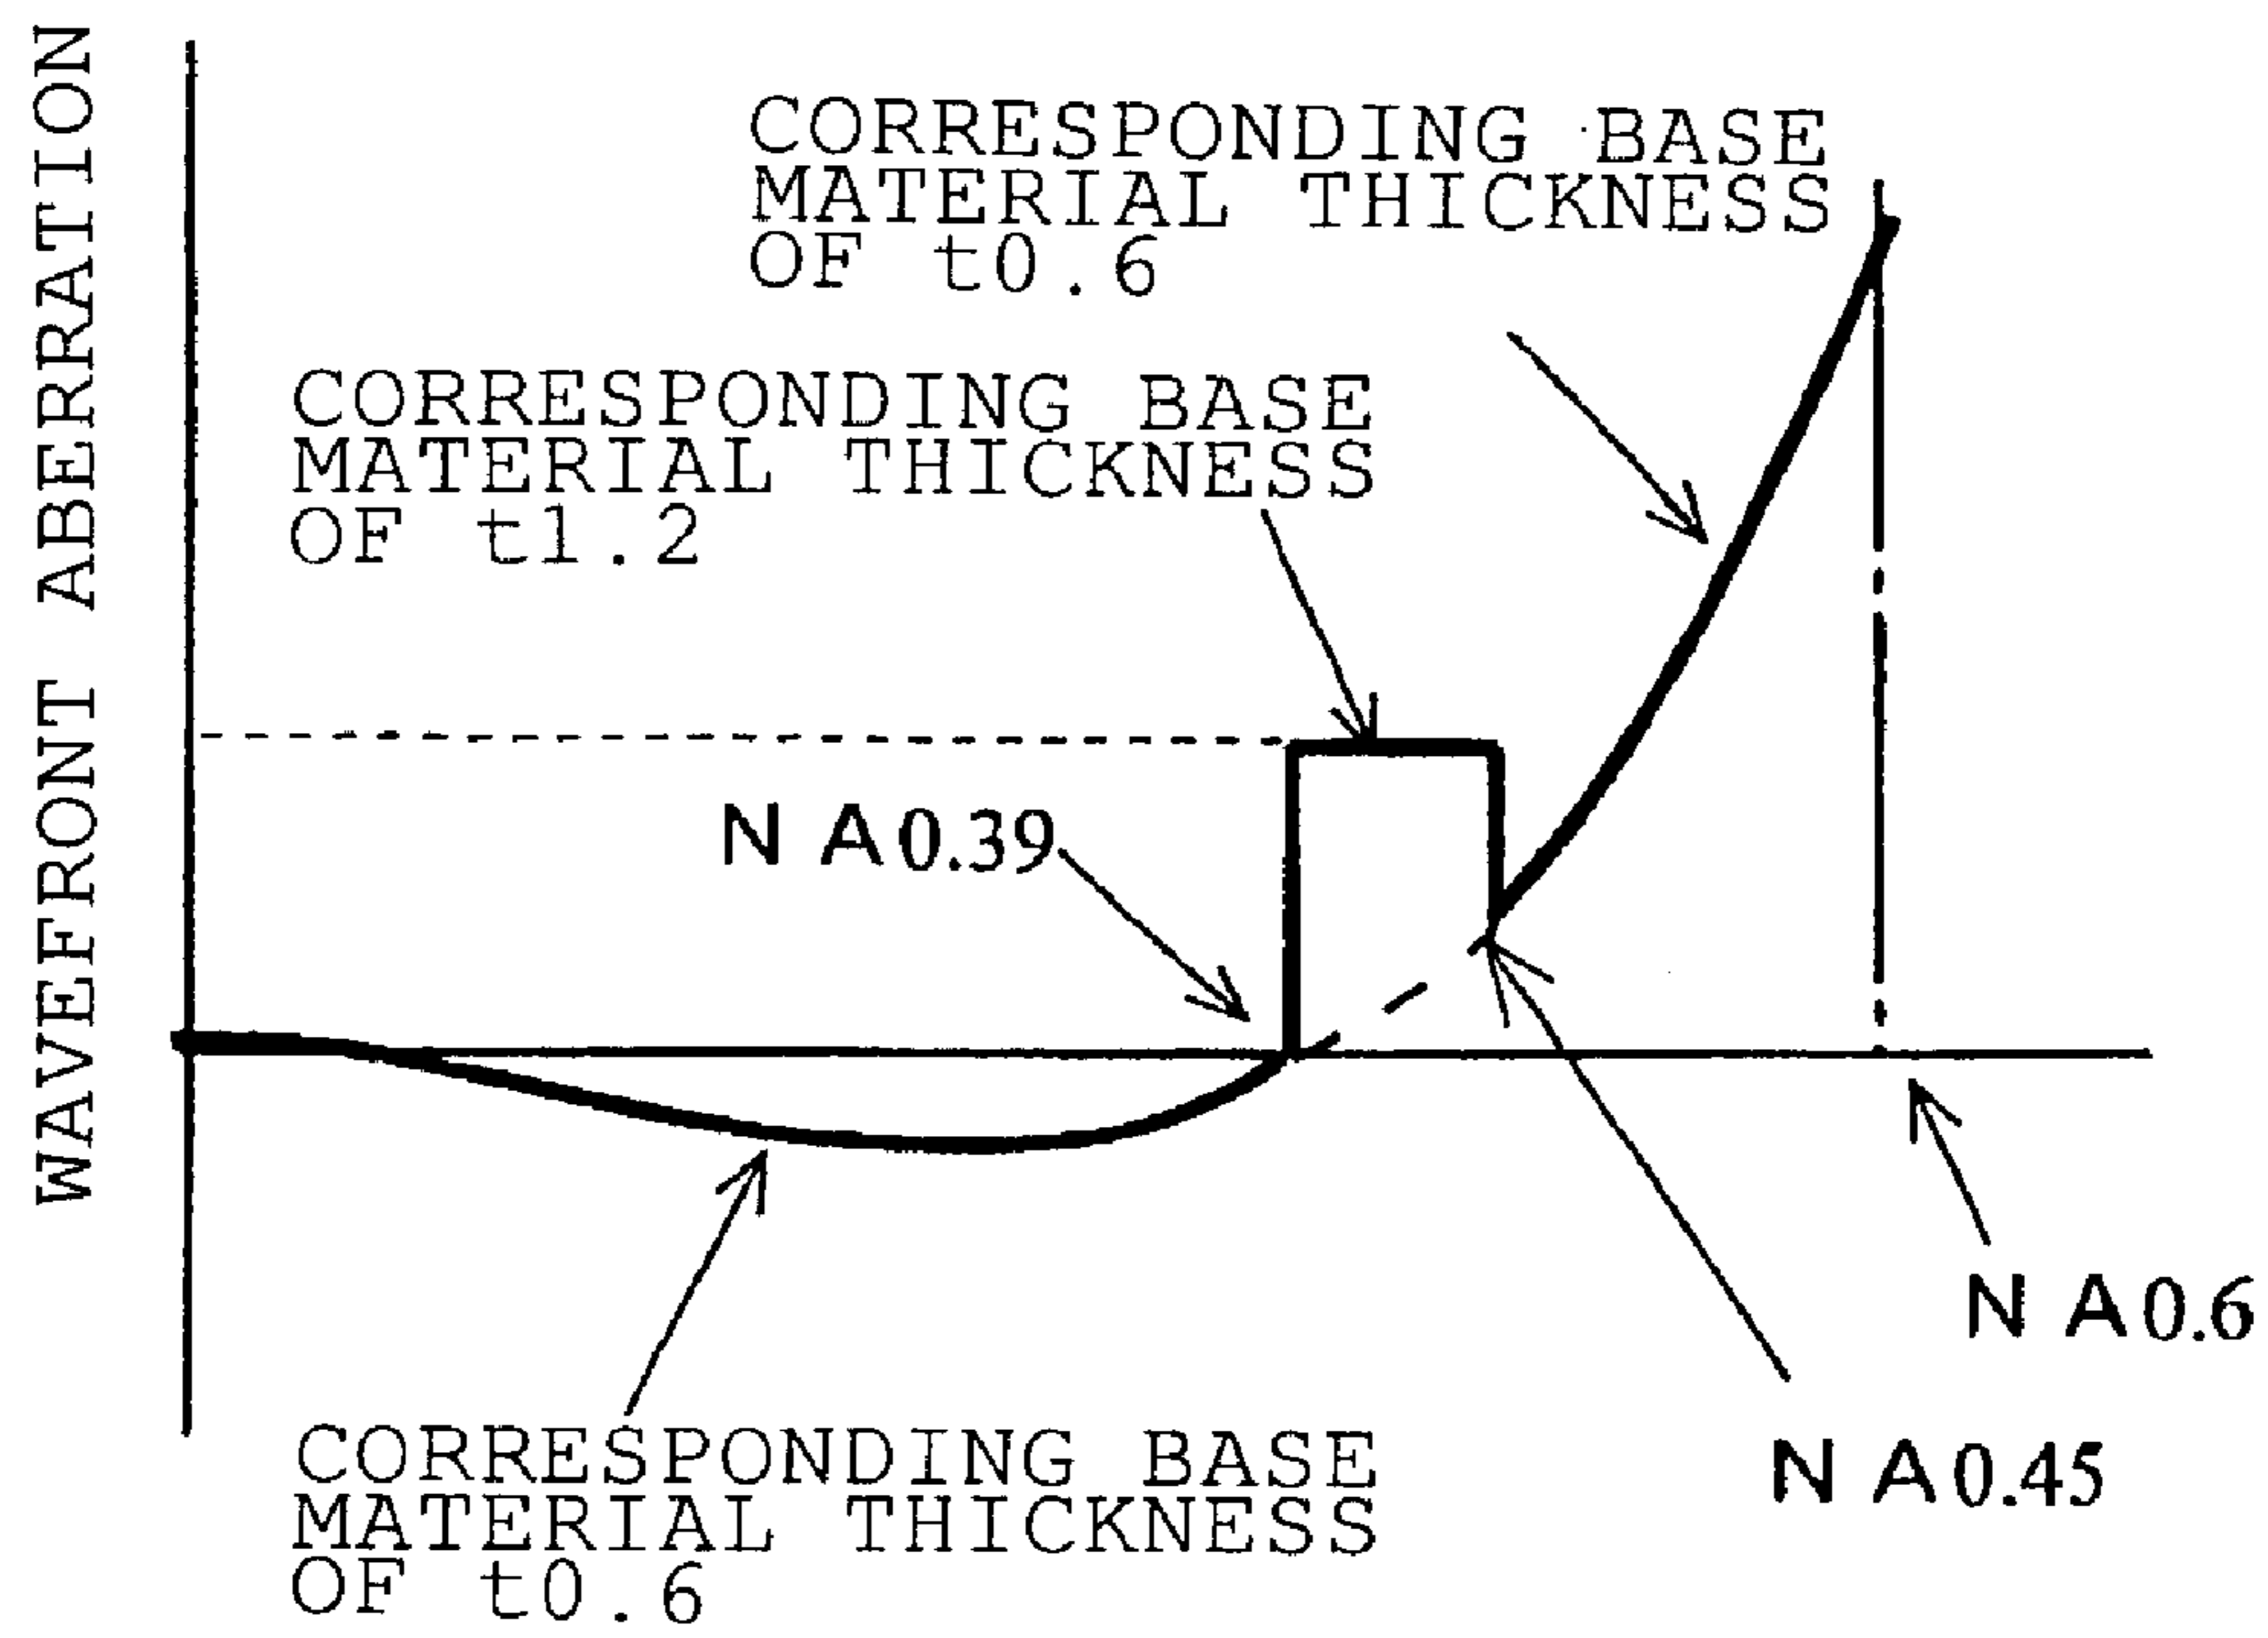 WAVEFRONT ABERRATION
CORRESPONDING BASE
MATERIAL THICKNESS
OF t0.6
CORRESPONDING BASE
MATERIAL THICKNESS
OF t1.2
N A0.39
N A0.6
N A0.45
CORRESPONDING BASE
MATERIAL THICKNESS
OF t0.6